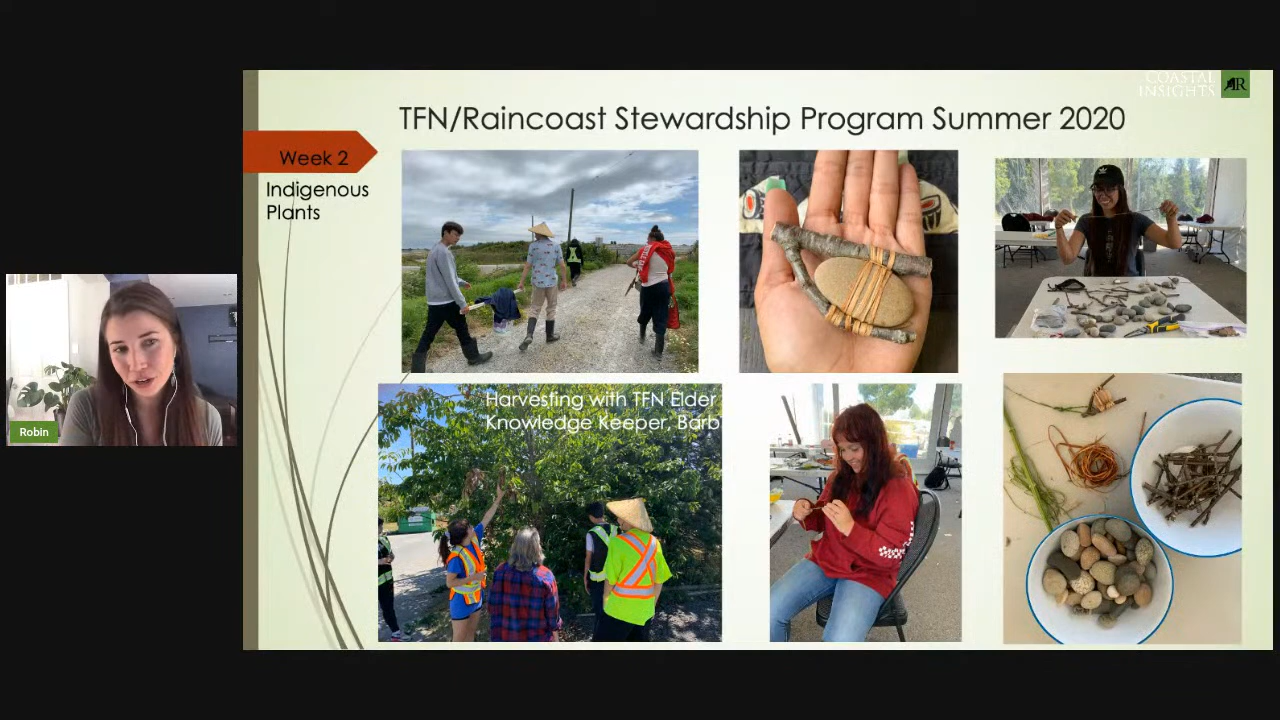 COASTAL
INSIGHTS
TFN/Raincoast Stewardship Program Summer 2020
Week 2
Indigenous
Plants
Harvesting with TFN Elder
Knowledge Keeper, Barb
Robin